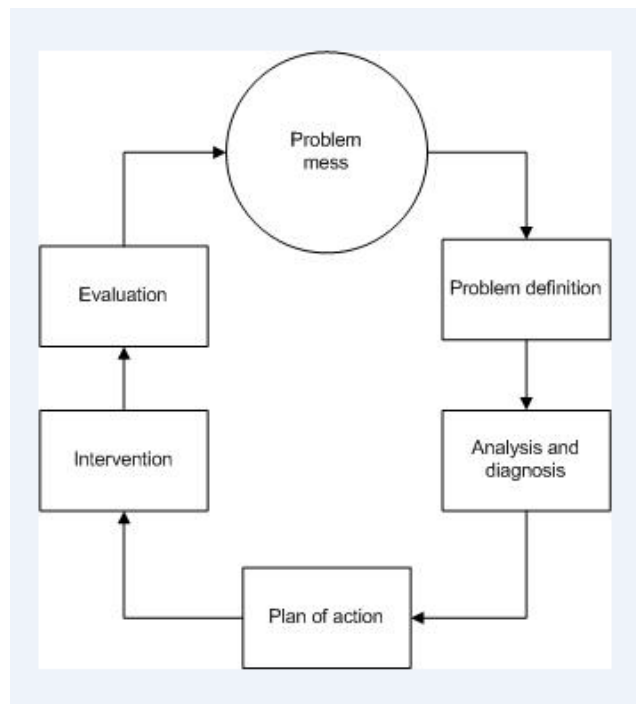 Problem
mess
Problem definition
Analysis and
diagnosis
Plan of action
Intervention
Evaluation